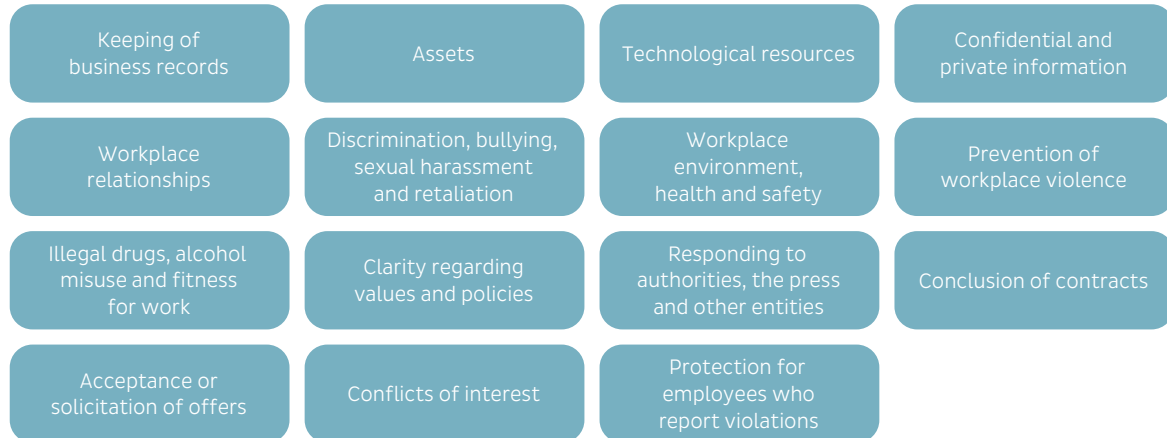 Keeping of
business records
Assets
Technological resources
Confidential and
private information
Workplace
relationships
Discrimination, bullying,
sexual harassment
and retaliation
Workplace
environment,
health and safety
Prevention of
workplace violence
Illegal drugs, alcohol
misuse and fitness
for work
Clarity regarding
values and policies
Responding to
authorities, the press
and other entities
Conclusion of contracts
Acceptance or
solicitation of offers
Conflicts of interest
Protection for
employees who
report violations